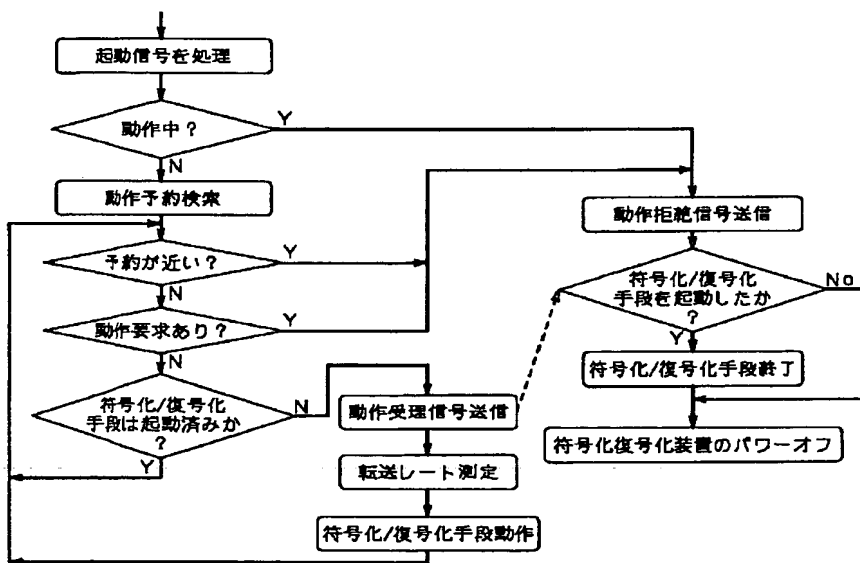 起動信号を処理
動作中?
Y
N
動作予約検索
予約が近い?
Y
N
動作要求あり?
Y
N
符号化/復号化
手段は起動済みか
?
N
Y
動作受理信号送信
転送レート測定
符号化/復号化手段動作
動作拒絶信号送信
符号化/復号化
手段を起動したか
?
No
Y
符号化/復号化手段終了
符号化復号化装置のパワーオフ